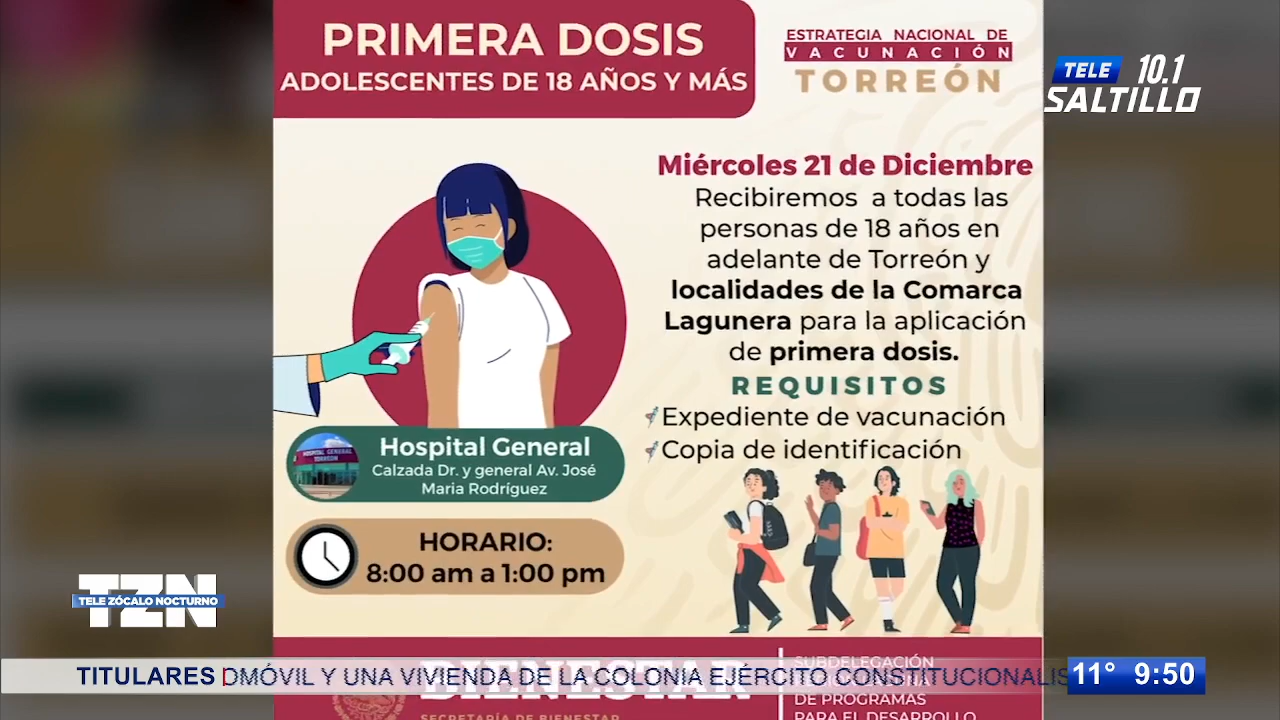 PRIMERA DOSIS
ADOLESCENTES DE 18 AÑOS Y MÁS
ESTRATEGIA NACIONAL DE
VACUNACIÓN
TORREÓN
TELE 10.1
SALTILLO
Miércoles 21 de Diciembre
Recibiremos a todas las
personas de 18 años en
adelante de Torreón y
localidades de la Comarca
Lagunera para la aplicación
de primera dosis.
REQUISITOS
Expediente de vacunación
Copia de identificación
HOSPITAL GENERAL
TORREÓN
Hospital General
Calzada Dr. y general Av. José
Maria Rodríguez
HORARIO:
8:00 am a 1:00 pm
TZN
TELE ZÓCALO NOCTURNO
BIENESTAR
SECRETARÍA DE BIENESTAR
SUBDELEGACIÓN
DE PROGRAMAS
PARA EL DESARROLLO
TITULARES OMÓVIL Y UNA VIVIENDA DE LA COLONIA EJÉRCITO CONSTITUCIONALIS
11° 9:50